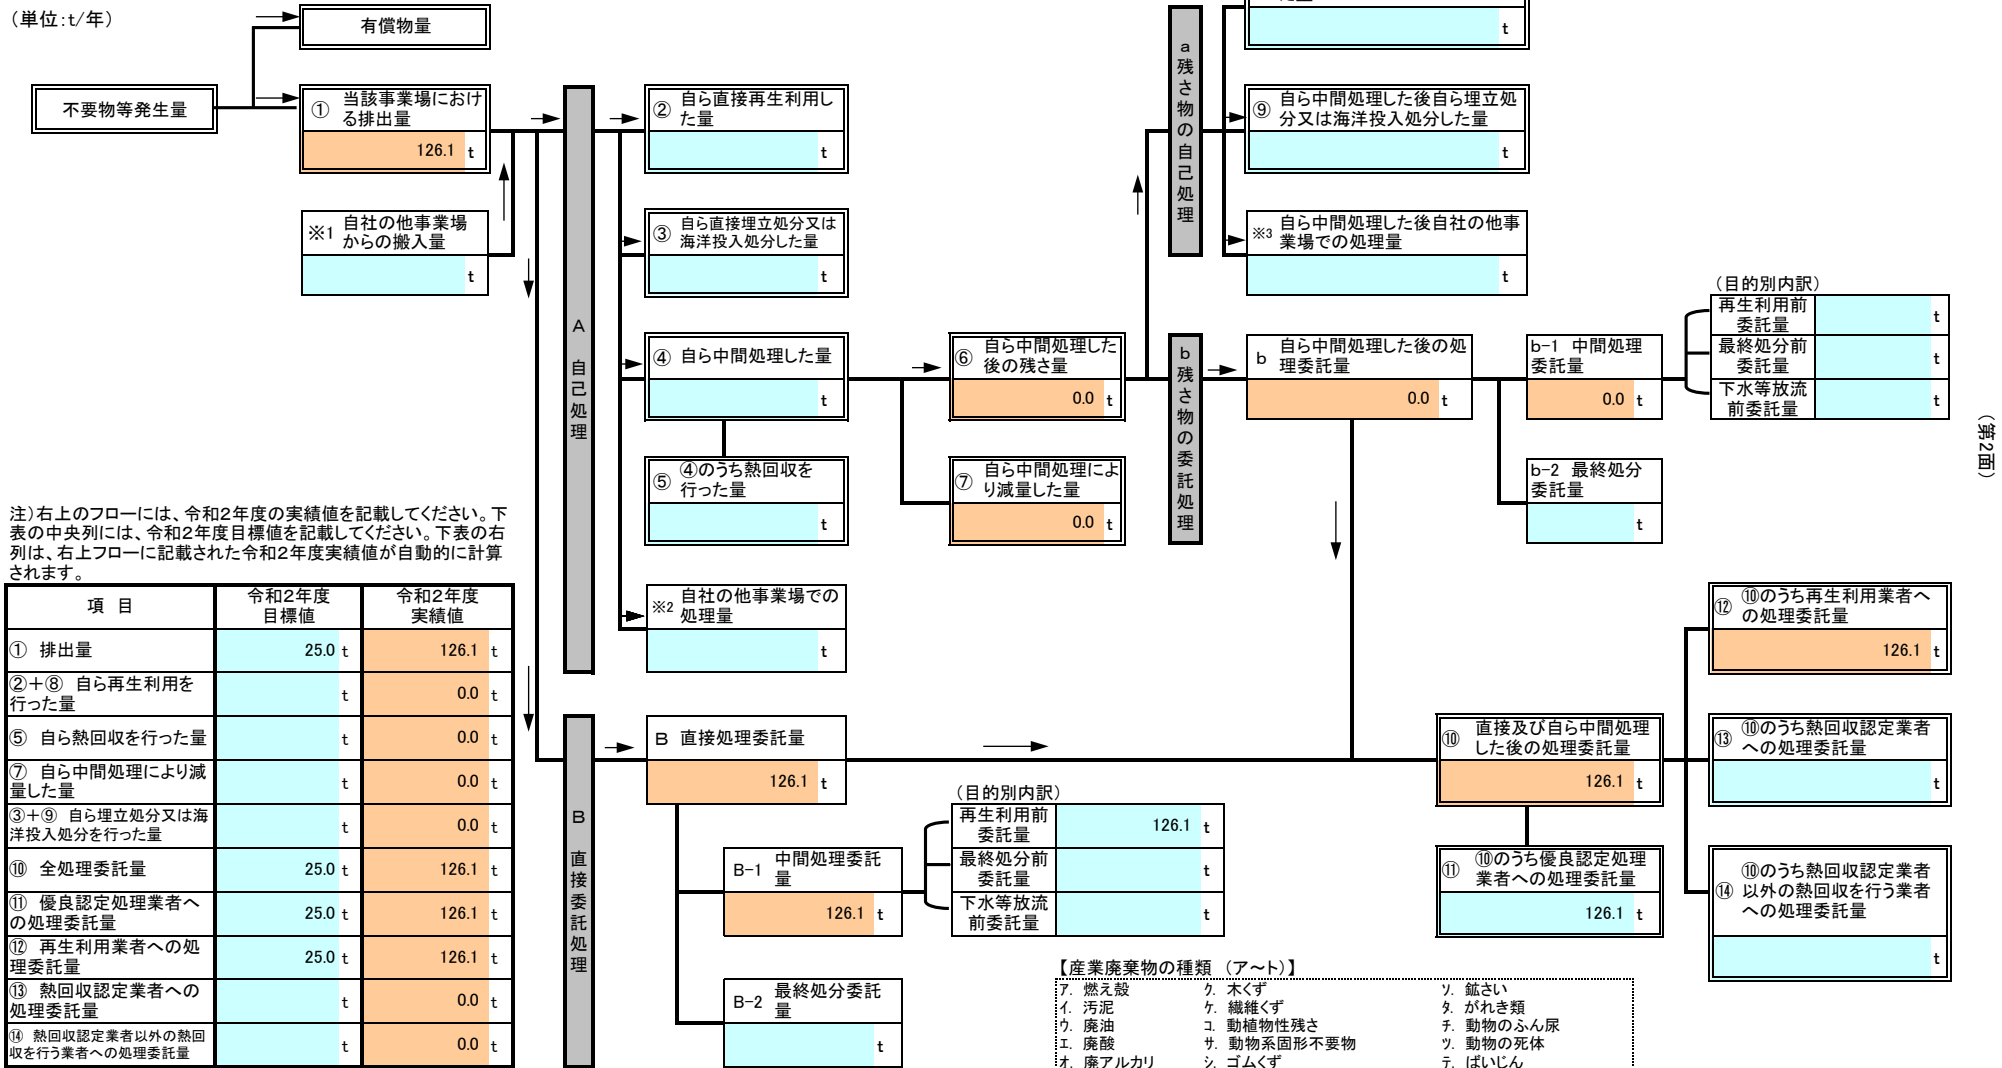 (単位:t/年)
有償物量
不要物等発生量
① 当該事業場におけ
る排出量
126.1 t
※1 自社の他事業場
からの搬入量
t
A 自己処理
② 自ら直接再生利用し
た量
t
③ 自ら直接埋立処分又は
海洋投入処分した量
t
④ 自ら中間処理した量
t
⑤ ④のうち熱回収を
行った量
t
※2 自社の他事業場での
処理量
t
⑥ 自ら中間処理した
後の残さ量
0.0 t
⑦ 自ら中間処理によ
り減量した量
0.0 t
a残さ物の自己処理
t
⑨ 自ら中間処理した後自ら埋立処
分又は海洋投入処分した量
t
※3 自ら中間処理した後自社の他事
業場での処理量
t
b残さ物の委託処理
b 自ら中間処理した後の処
理委託量
0.0 t
b-1 中間処理
委託量
0.0 t
b-2 最終処分
委託量
t
(目的別内訳)
再生利用前
委託量
t
最終処分前
委託量
t
下水等放流
前委託量
t
(第2面)
注)右上のフローには、令和2年度の実績値を記載してください。下
表の中央列には、令和2年度目標値を記載してください。下表の右
列は、右上フローに記載された令和2年度実績値が自動的に計算
されます。
項 目
令和2年度
目標値
令和2年度
実績値
① 排出量 25.0 t 126.1 t
②+⑧ 自ら再生利用を
行った量
t 0.0 t
⑤ 自ら熱回収を行った量 t 0.0 t
⑦ 自ら中間処理により減
量した量
t 0.0 t
③+⑨ 自ら埋立処分又は海
洋投入処分を行った量
t 0.0 t
⑩ 全処理委託量 25.0 t 126.1 t
⑪ 優良認定処理業者へ
の処理委託量
25.0 t 126.1 t
⑫ 再生利用業者への処
理委託量
25.0 t 126.1 t
⑬ 熱回収認定業者への
処理委託量
t 0.0 t
⑭ 熱回収認定業者以外の熱回
収を行う業者への処理委託量
t 0.0 t
B 直接委託処理
B 直接処理委託量
126.1 t
B-1 中間処理委託
量
126.1 t
B-2 最終処分委託
量
t
(目的別内訳)
再生利用前
委託量
126.1 t
最終処分前
委託量
t
下水等放流
前委託量
t
⑩ 直接及び自ら中間処理
した後の処理委託量
126.1 t
⑪ ⑩のうち優良認定処理
業者への処理委託量
126.1 t
⑫ ⑩のうち再生利用業者へ
の処理委託量
126.1 t
⑬ ⑩のうち熱回収認定業者
への処理委託量
t
⑭ ⑩のうち熱回収認定業者
以外の熱回収を行う業者
への処理委託量
t
【産業廃棄物の種類 (ア~ト)】
ア. 燃え殻 ク. 木くず ソ. 鉱さい
イ. 汚泥 ケ. 繊維くず タ. がれき類
ウ. 廃油 コ. 動植物性残さ チ. 動物のふん尿
エ. 廃酸 サ. 動物系固形不要物 ツ. 動物の死体
オ. 廃アルカリ シ. ゴムくず テ. ばいじん